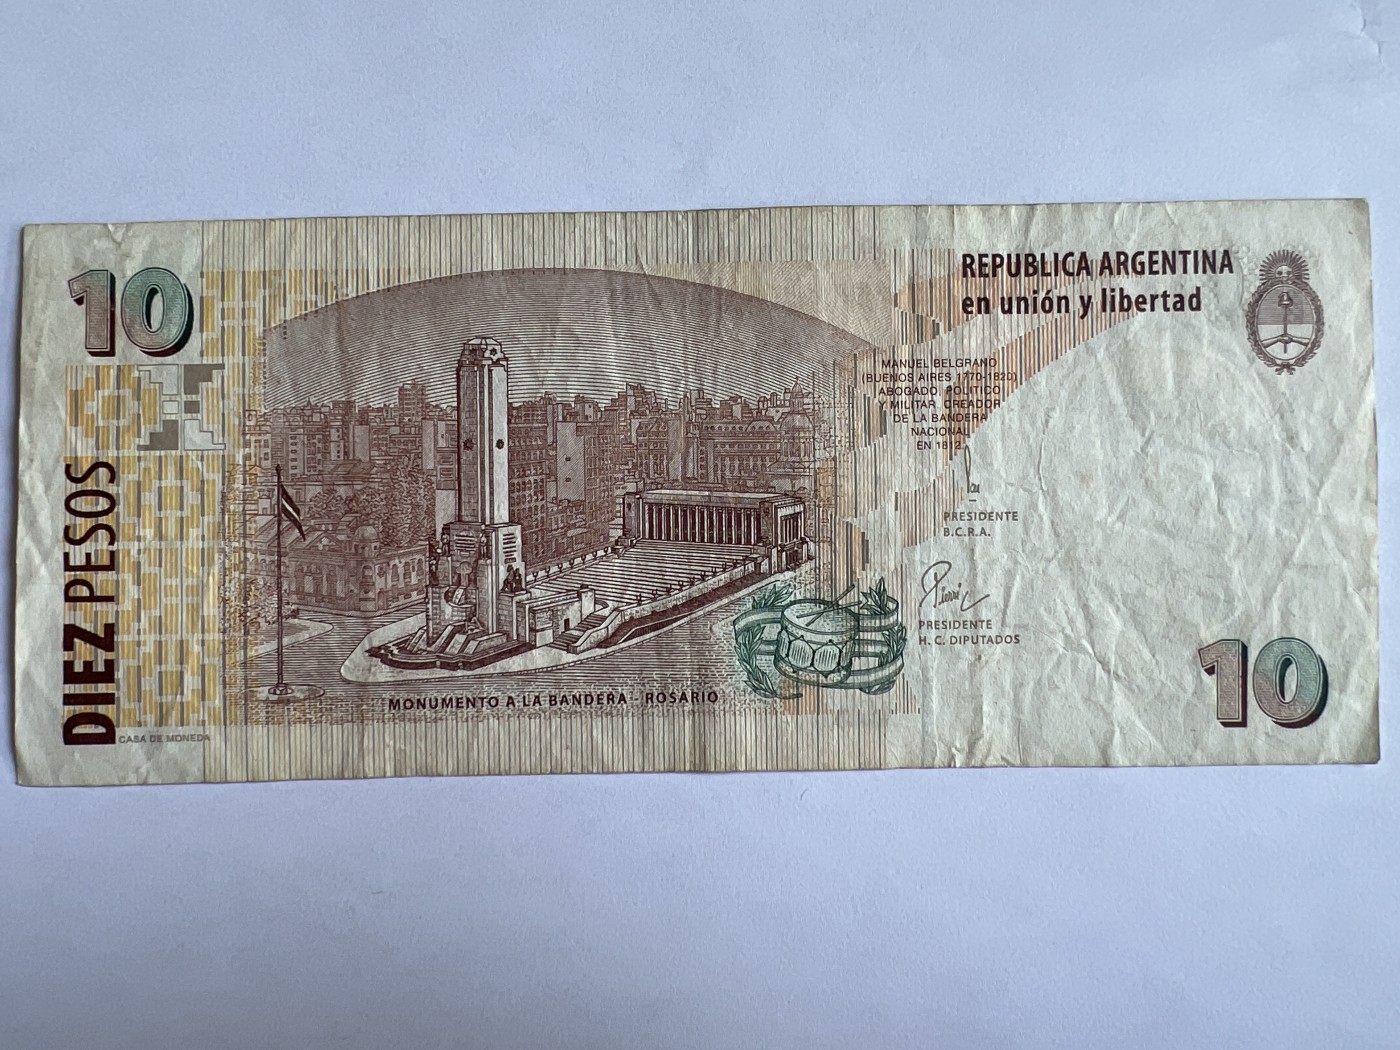 10
REPUBLICA ARGENTINA
en unión y libertad
MANUEL BELGRANO
(BUENOS AIRES 1770-1820)
ABOGADO, POLITICO
Y MILITAR. CREADOR
DE LA BANDERA
NACIONAL
EN 1812.
PRESIDENTE
B.C.R.A.
PRESIDENTE
H. C. DIPUTADOS
DIEZ PESOS
MONUMENTO A LA BANDERA - ROSARIO
CASA DE MONEDA
10